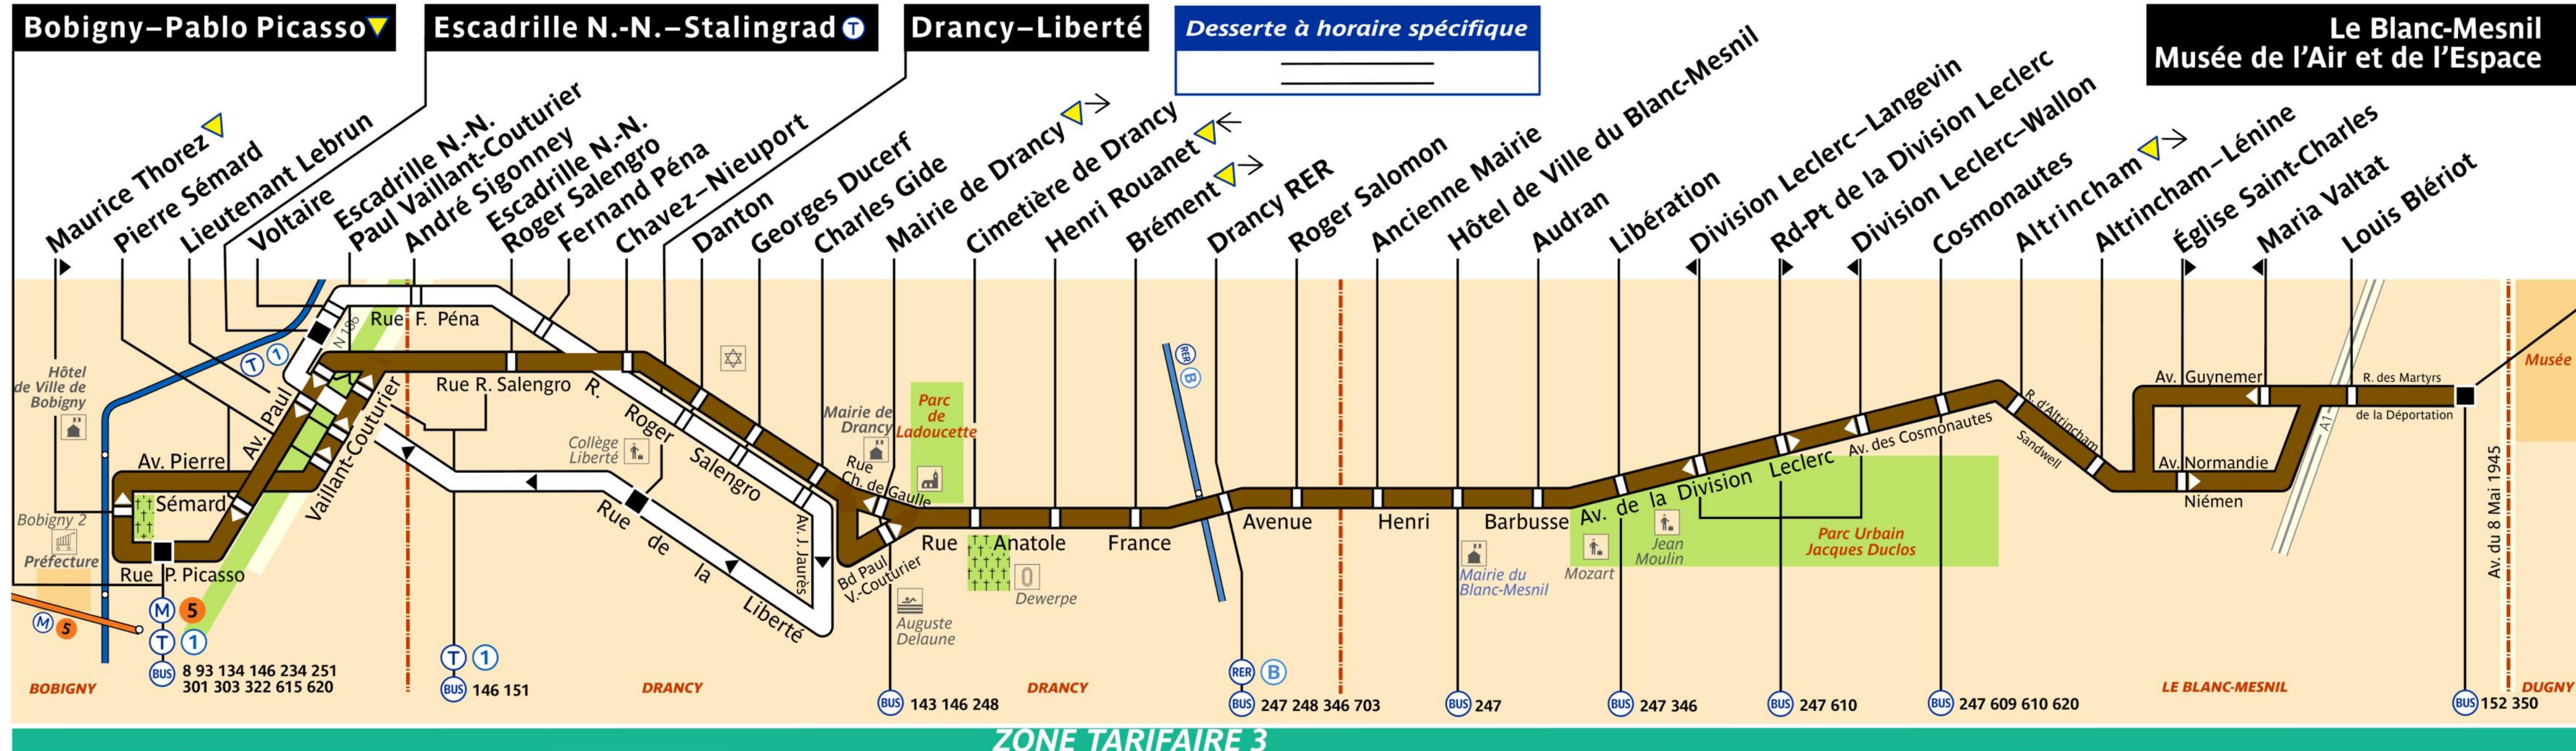 Bobigny–Pablo Picasso
Escadrille N.-N.–Stalingrad T
Drancy–Liberté
Desserte à horaire spécifique
Le Blanc-Mesnil
Musée de l'Air et de l'Espace
Maurice Thorez
Pierre Sémard
Lieutenant Lebrun
Voltaire
Escadrille N.-N.
Paul Vaillant-Couturier
André Sigonney
Escadrille N.-N.
Roger Salengro
Fernand Péna
Chavez–Nieuport
Danton
Georges Ducerf
Charles Gide
Mairie de Drancy
Cimetière de Drancy
Henri Rouanet
Brément
Drancy RER
Roger Salomon
Ancienne Mairie
Hôtel de Ville du Blanc-Mesnil
Audran
Libération
Division Leclerc–Langevin
Rd-Pt de la Division Leclerc
Division Leclerc–Wallon
Cosmonautes
Altrincham
Altrincham–Lénine
Église Saint-Charles
Maria Valtat
Louis Blériot
Hôtel
de Ville de
Bobigny
T 1
N 186
Rue F. Péna
Rue R. Salengro
R.
Roger
Salengro
Av. Paul
Vaillant-Couturier
Av. Pierre
Sémard
Bobigny 2
Préfecture
Rue P. Picasso
M 5
M 5
T 1
BUS 8 93 134 146 234 251
301 303 322 615 620
BOBIGNY
T 1
BUS 146 151
Collège
Liberté
Rue
de
la
Liberté
Av. J. Jaurès
DRANCY
Mairie de
Drancy
Parc
de
Ladoucette
Rue
Ch. de Gaulle
Bd Paul
V.-Couturier
Auguste
Delaune
BUS 143 146 248
Rue Anatole France
Dewerpe
DRANCY
RER
B
RER B
BUS 247 248 346 703
Avenue Henri Barbusse
Mairie du
Blanc-Mesnil
BUS 247
Av. de la Division Leclerc
Mozart
Jean
Moulin
BUS 247 346
Parc Urbain
Jacques Duclos
BUS 247 610
Av. des Cosmonautes
BUS 247 609 610 620
R. d'Altrincham
Sandwell
Av. Guynemer
Av. Normandie
Niémen
A1
R. des Martyrs
de la Déportation
LE BLANC-MESNIL
BUS 152 350
Av. du 8 Mai 1945
Musée
DUGNY
ZONE TARIFAIRE 3